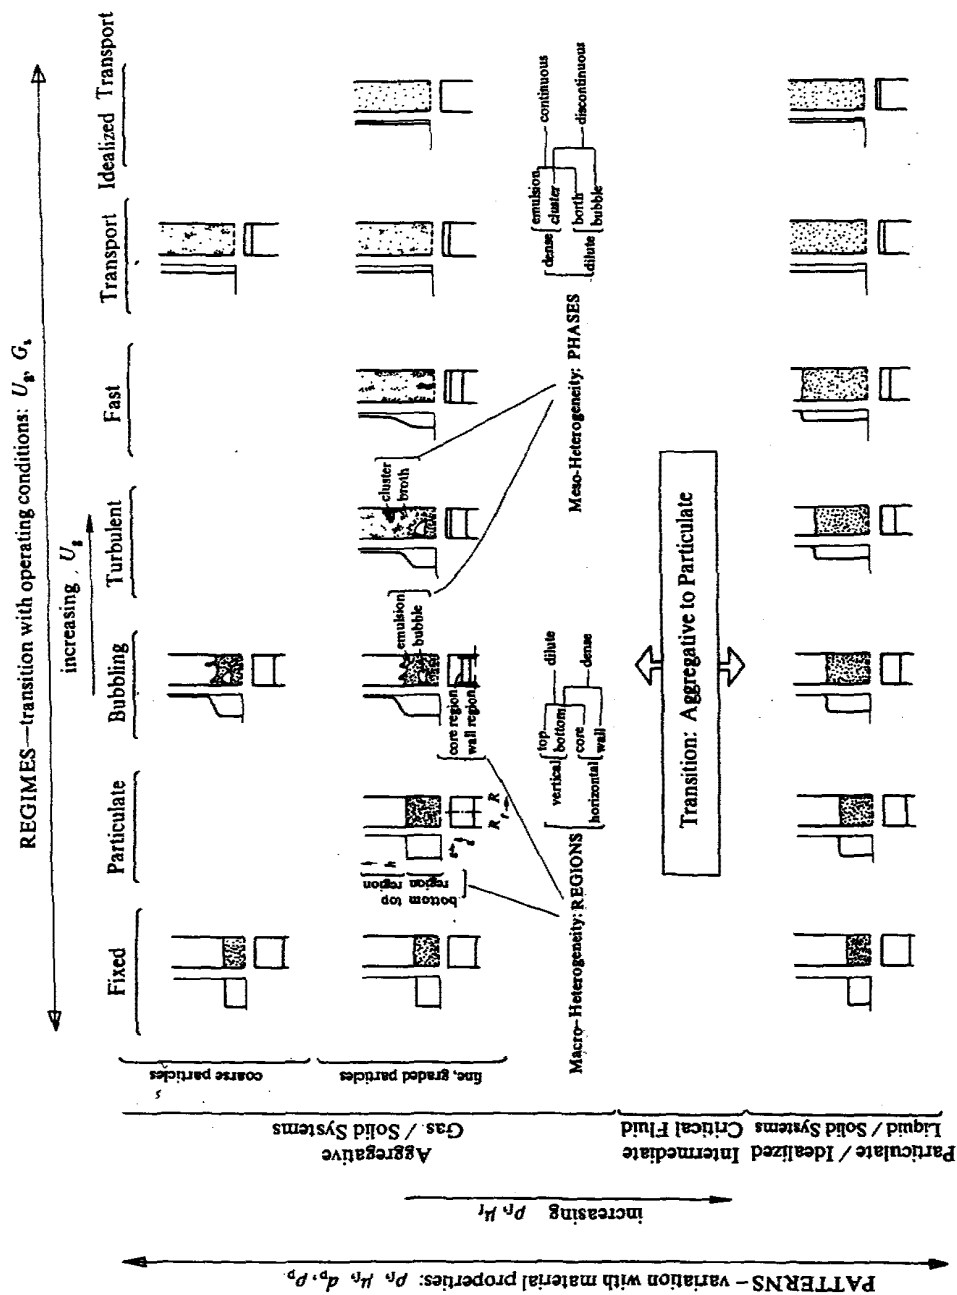 REGIMES—transition with operating conditions: U_g, G_s
increasing U_g
Fixed
Particulate
Bubbling
Turbulent
Fast
Transport
Idealized Transport
PATTERNS – variation with material properties: ρ_f, μ_f, d_p, ρ_p
increasing ρ_f, μ_f
Aggregative
Gas / Solid Systems
coarse particles
fine, graded particles
Intermediate
Critical Fluid
Particulate / Idealized
Liquid / Solid Systems
bottom top
region region
h
R r R
core region
wall region
emulsion
bubble
cluster
broth
Macro-Heterogeneity: REGIONS
vertical
top
bottom
horizontal
core
wall
dilute
dense
Meso-Heterogeneity: PHASES
dense
emulsion
cluster
dilute
borth
bubble
continuous
discontinuous
Transition: Aggregative to Particulate